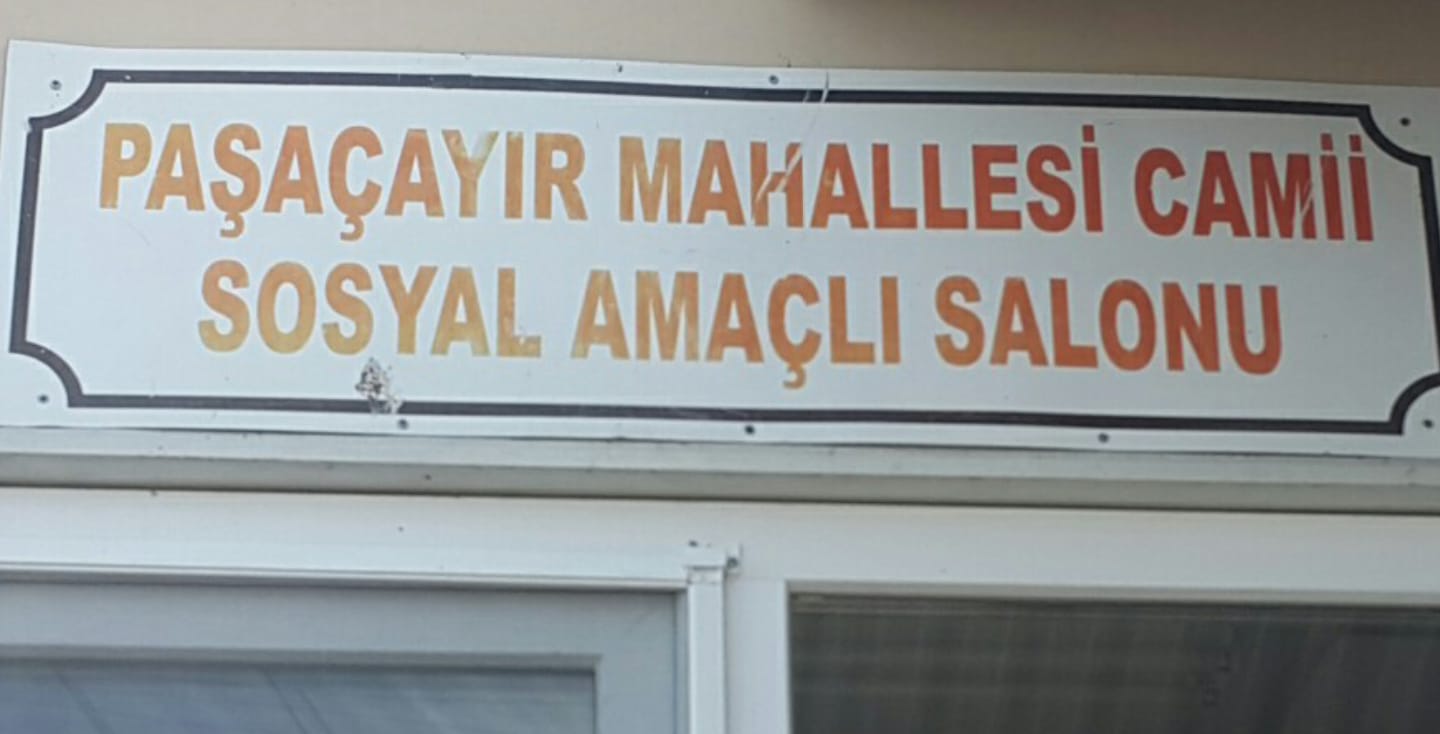 PAŞAÇAYIR MAHALLESİ CAMİİ
SOSYAL AMAÇLI SALONU